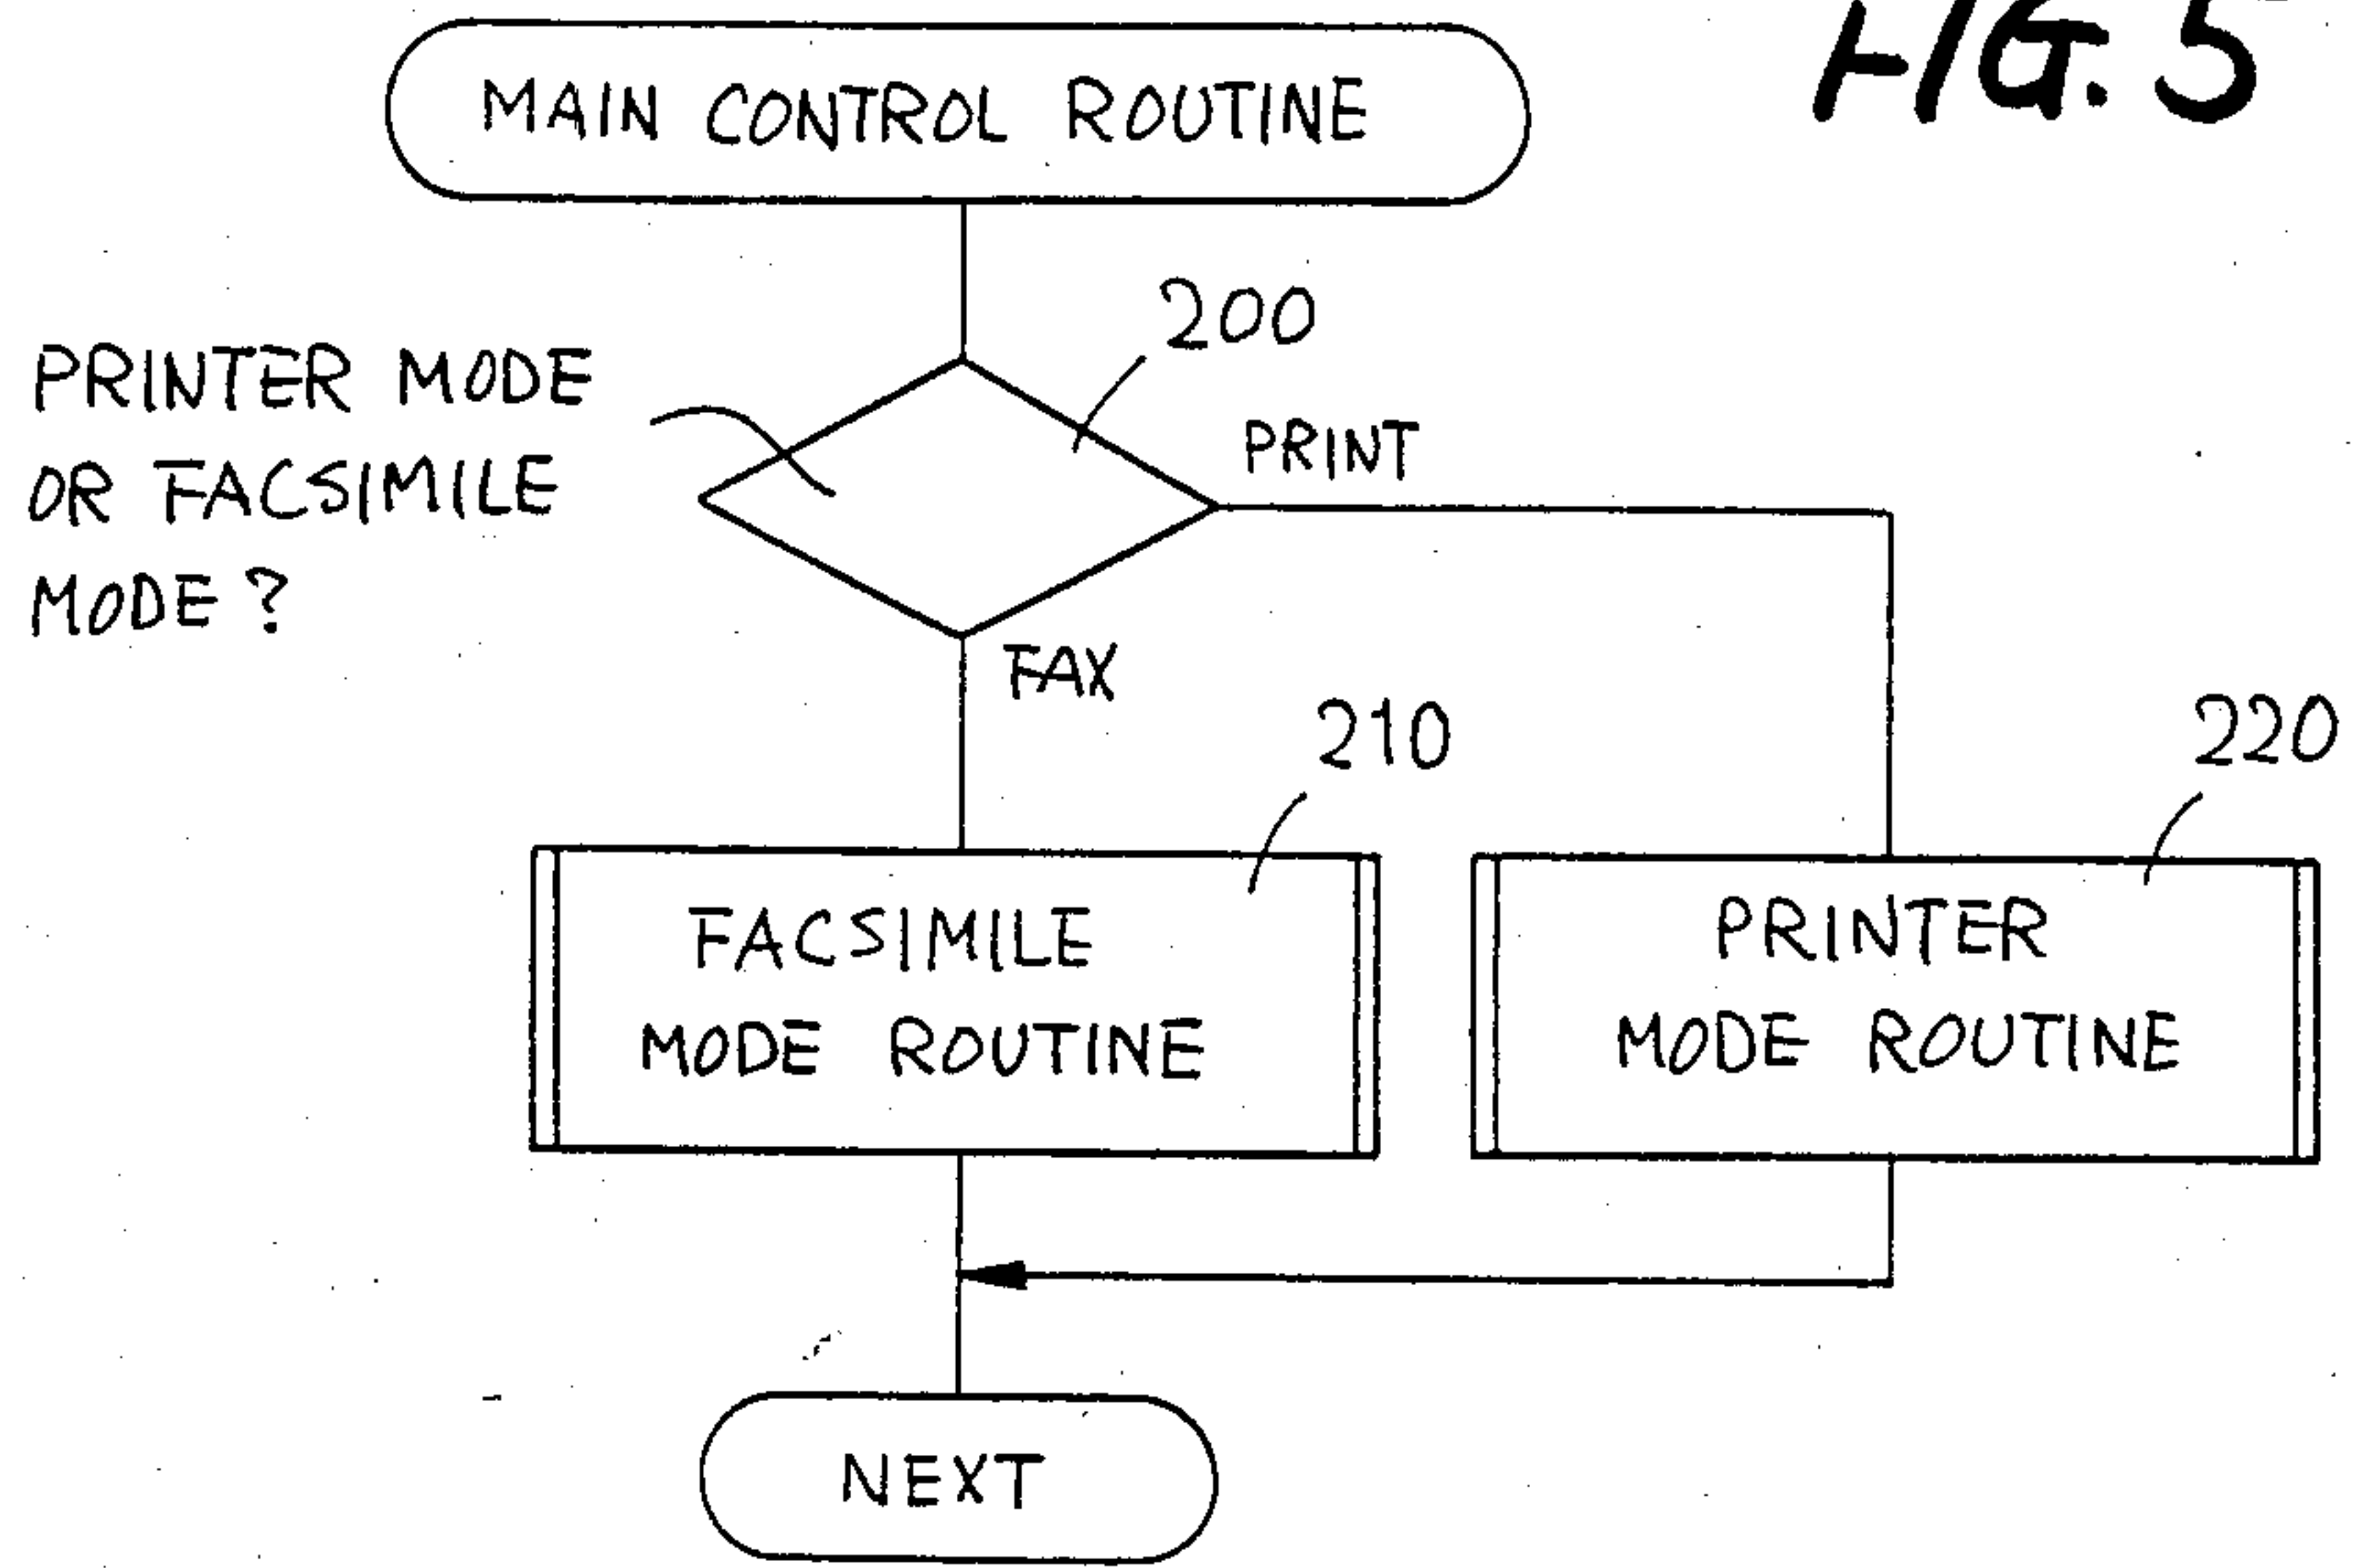 FIG. 5
MAIN CONTROL ROUTINE
200
PRINTER MODE
OR FACSIMILE
MODE ?
PRINT
FAX
210
220
FACSIMILE
MODE ROUTINE
PRINTER
MODE ROUTINE
NEXT